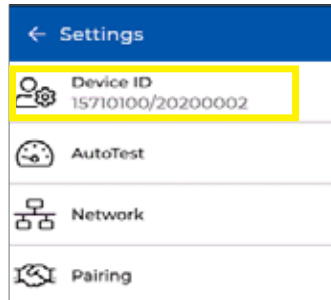 Settings
Device ID
15710100/20200002
AutoTest
Network
Pairing